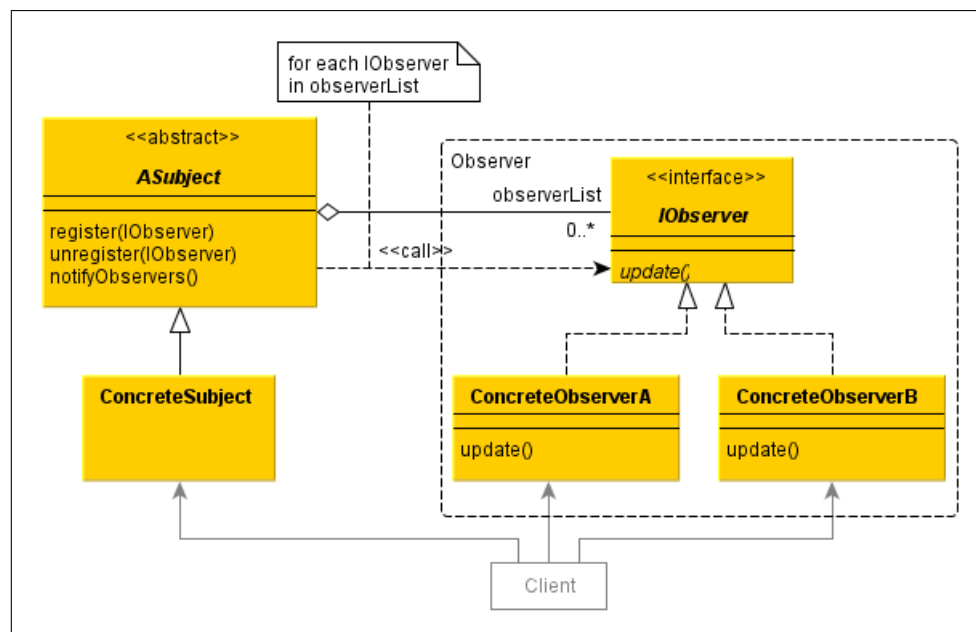 for each IObserver
in observerList
<<abstract>>
ASubject
register(IObserver)
unregister(IObserver)
notifyObservers()
Observer
observerList
0..*
<<call>>
<<interface>>
IObserver
update()
ConcreteSubject
ConcreteObserverA
update()
ConcreteObserverB
update()
Client